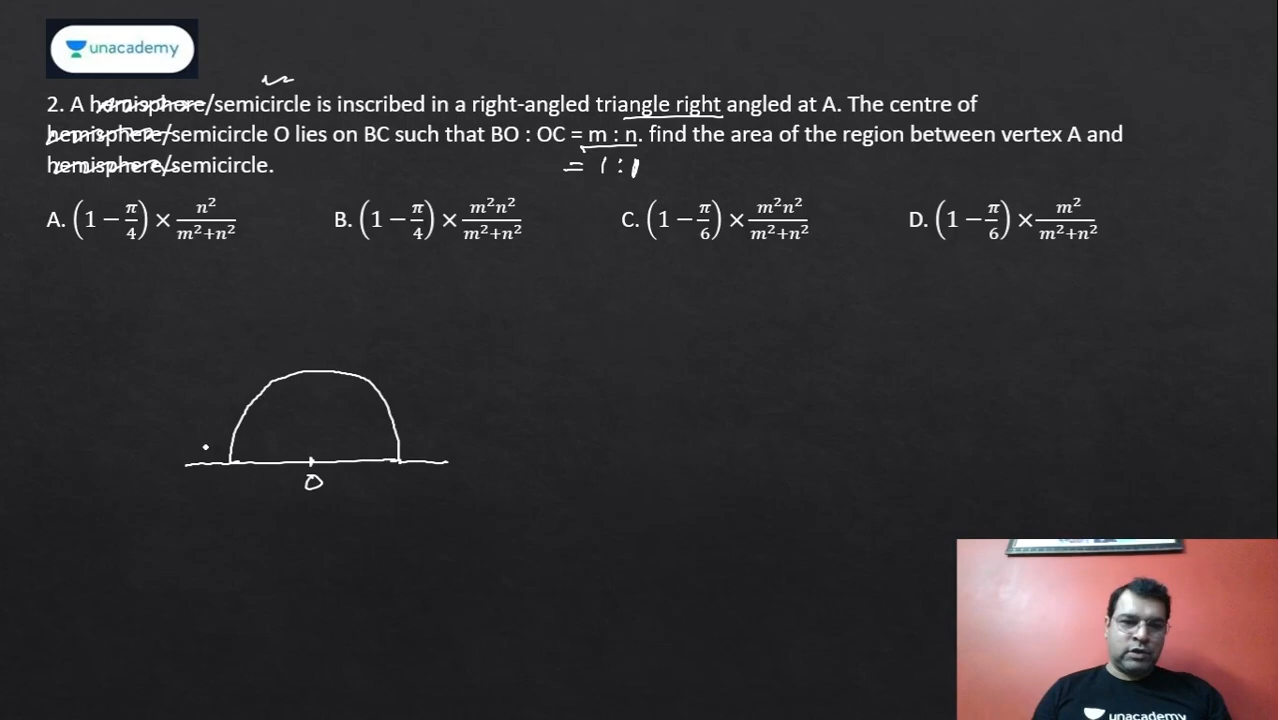 unacademy
2. A hemisphere/semicircle is inscribed in a right-angled triangle right angled at A. The centre of
hemisphere/semicircle O lies on BC such that BO : OC = m : n. find the area of the region between vertex A and
hemisphere/semicircle.
= 1:1
A. (1 − π/4) × n²/m²+n² B. (1 − π/4) × m²n²/m²+n² C. (1 − π/6) × m²n²/m²+n² D. (1 − π/6) × m²/m²+n²
O
unacademy